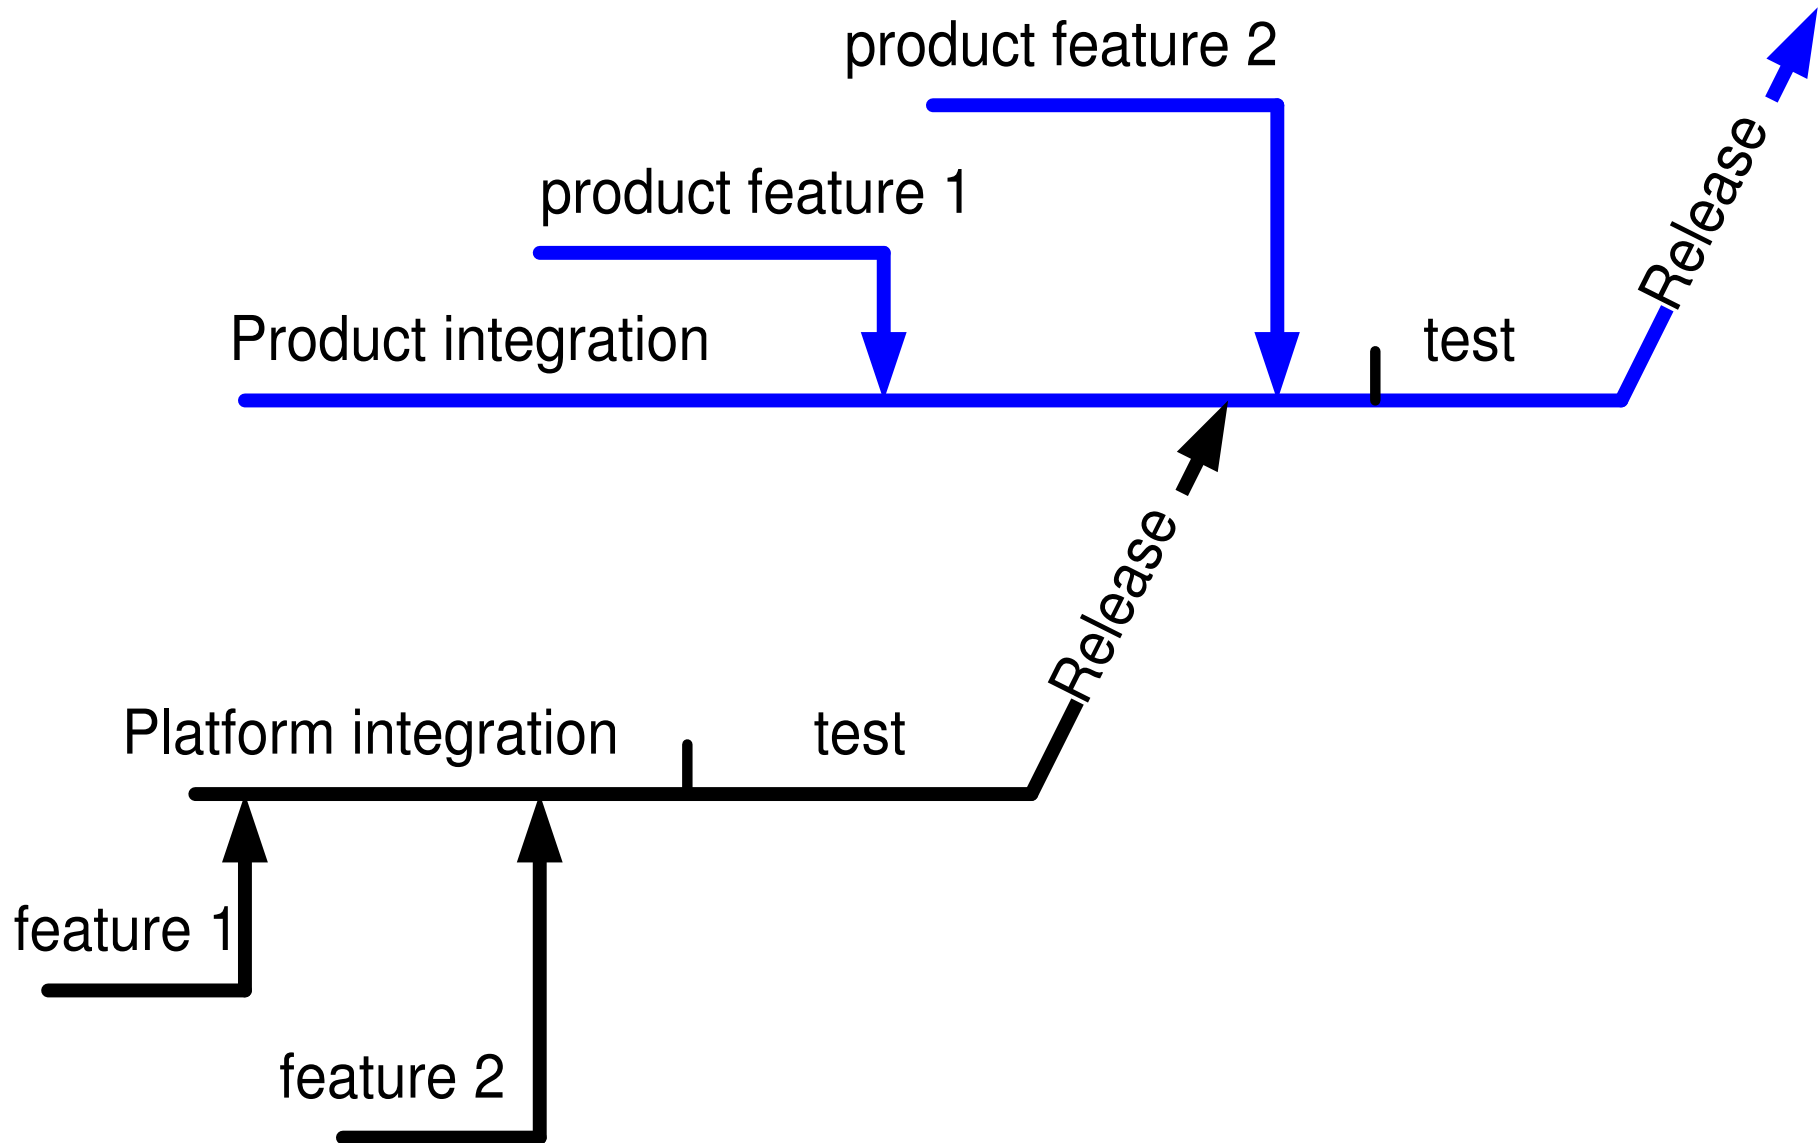 product feature 2
product feature 1
Release
Product integration
test
Release
Platform integration
test
feature 1
feature 2